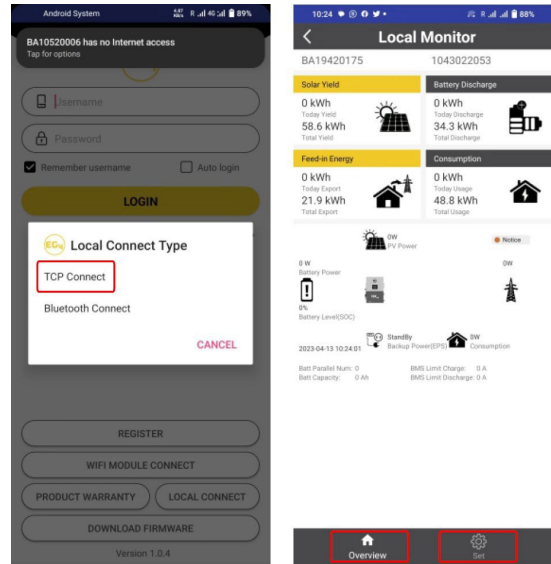 Android System
4G
89%
BA10520006 has no Internet access
Tap for options
Username
Password
Remember username
Auto login
LOGIN
Local Connect Type
TCP Connect
Bluetooth Connect
CANCEL
REGISTER
WIFI MODULE CONNECT
PRODUCT WARRANTY
LOCAL CONNECT
DOWNLOAD FIRMWARE
Version 1.0.4
10:24
88%
Local Monitor
BA19420175
1043022053
Solar Yield
0 kWh
Today Yield
58.6 kWh
Total Yield
Battery Discharge
0 kWh
Today Discharge
34.3 kWh
Total Discharge
Feed-in Energy
0 kWh
Today Export
21.9 kWh
Total Export
Consumption
0 kWh
Today Usage
48.8 kWh
Total Usage
0W
PV Power
Notice
0 W
Battery Power
0W
0%
Battery Level(SOC)
2023-04-13 10:24:01
StandBy
Backup Power(EPS)
0W
Consumption
Batt Parallel Num: 0
BMS Limit Charge: 0 A
Batt Capacity: 0 Ah
BMS Limit Discharge: 0 A
Overview
Set